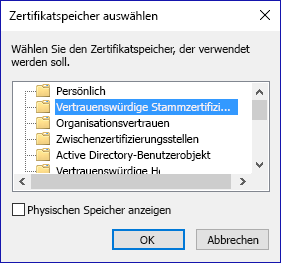 Zertifikatspeicher auswählen
Wählen Sie den Zertifikatspeicher, der verwendet
werden soll.
Persönlich
Vertrauenswürdige Stammzertifizi...
Organisationsvertrauen
Zwischenzertifizierungsstellen
Active Directory-Benutzerobjekt
Vertrauenswürdige
Physischen Speicher anzeigen
OK
Abbrechen